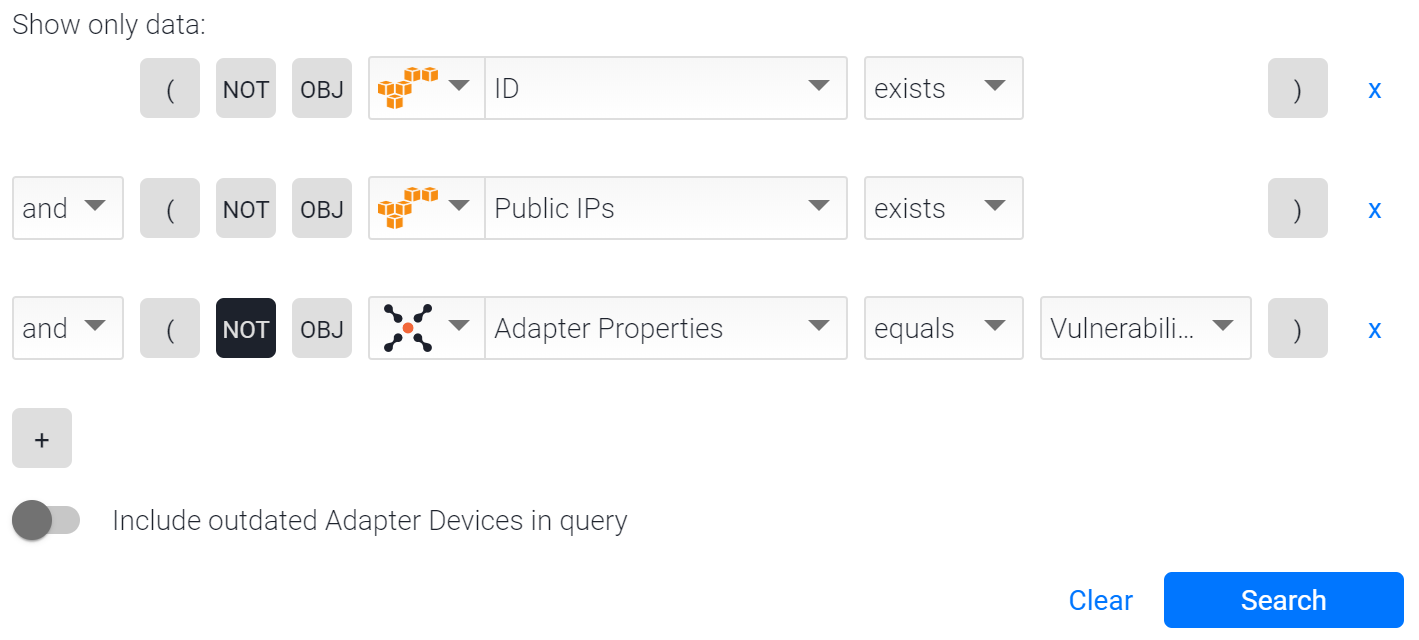 Show only data:
( NOT OBJ ID exists ) x
and ( NOT OBJ Public IPs exists ) x
and ( NOT OBJ Adapter Properties equals Vulnerabili... ) x
+
Include outdated Adapter Devices in query
Clear Search